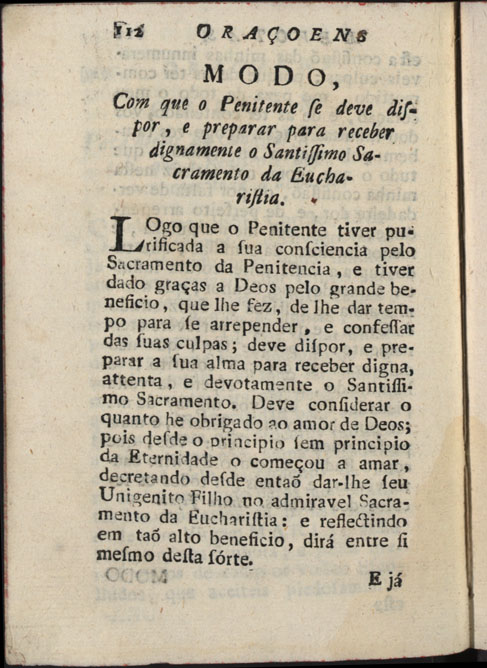 112 ORAÇOENS
MODO,
Com que o Penitente ſe deve diſ-
por, e preparar para receber
dignamente o Santiſſimo Sa-
cramento da Eucha-
riſtia.
LOgo que o Penitente tiver pu-
rificada a ſua conſciencia pelo
Sacramento da Penitencia, e tiver
dado graças a Deos pelo grande be-
neficio, que lhe fez, de lhe dar tem-
po para ſe arrepender, e confeſſar
das ſuas culpas; deve diſpor, e pre-
parar a ſua alma para receber digna,
attenta, e devotamente o Santiſſi-
mo Sacramento. Deve conſiderar o
quanto he obrigado ao amor de Deos;
pois deſde o principio ſem principio
da Eternidade o começou a amar,
decretando deſde entaõ dar-lhe ſeu
Unigenito Filho no admiravel Sacra-
mento da Euchariſtia: e reflectindo
em taõ alto beneficio, dirá entre ſi
meſmo deſta ſórte.
E já